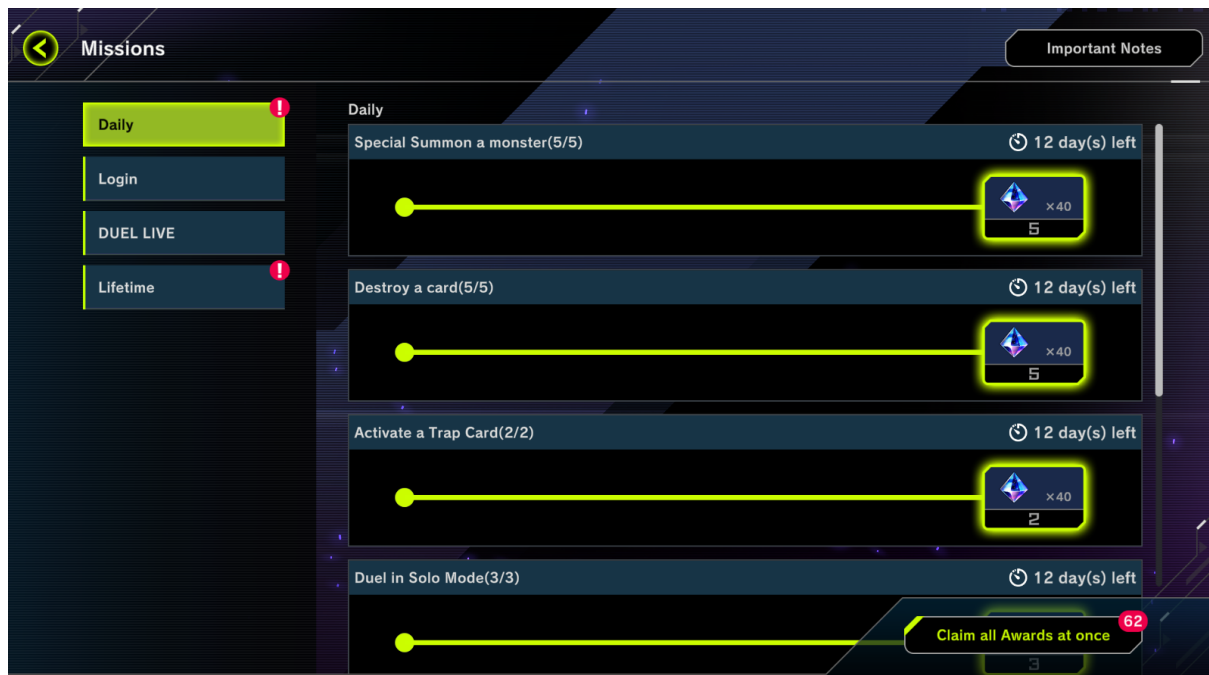 Missions
Important Notes
Daily
Login
DUEL LIVE
Lifetime
Daily
Special Summon a monster(5/5)
12 day(s) left
×40
5
Destroy a card(5/5)
12 day(s) left
×40
5
Activate a Trap Card(2/2)
12 day(s) left
×40
2
Duel in Solo Mode(3/3)
12 day(s) left
62
Claim all Awards at once
3